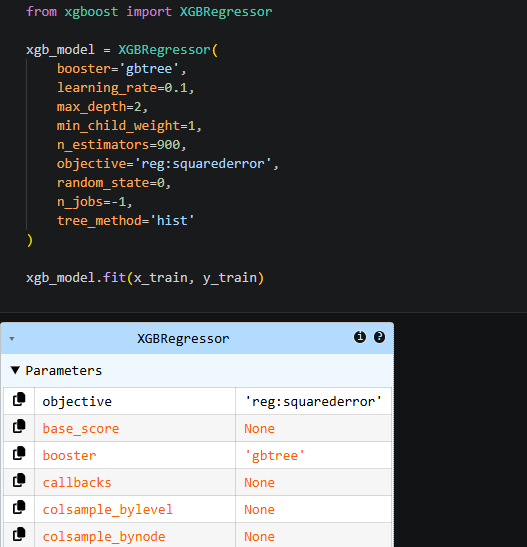 from xgboost import XGBRegressor
xgb_model = XGBRegressor(
    booster='gbtree',
    learning_rate=0.1,
    max_depth=2,
    min_child_weight=1,
    n_estimators=900,
    objective='reg:squarederror',
    random_state=0,
    n_jobs=-1,
    tree_method='hist'
)
xgb_model.fit(x_train, y_train)
XGBRegressor i ?
Parameters
objective 'reg:squarederror'
base_score None
booster 'gbtree'
callbacks None
colsample_bylevel None
colsample_bynode None